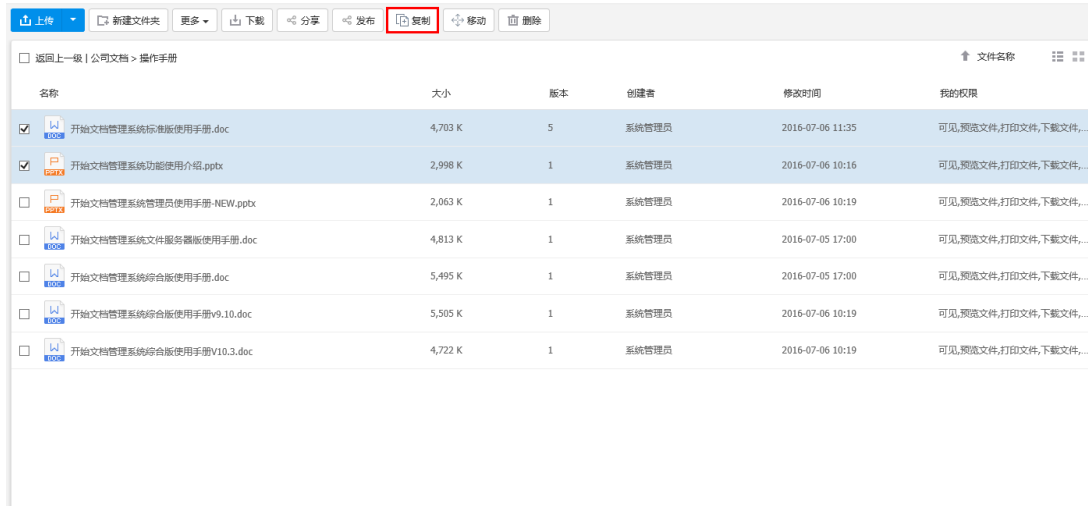 上传 新建文件夹 更多 下载 分享 发布 复制 移动 删除
返回上一级 | 公司文档 > 操作手册 文件名称
名称 大小 版本 创建者 修改时间 我的权限
DOC 开始文档管理系统标准版使用手册.doc 4,703 K 5 系统管理员 2016-07-06 11:35 可见,预览文件,打印文件,下载文件,...
PPTX 开始文档管理系统功能使用介绍.pptx 2,998 K 1 系统管理员 2016-07-06 10:16 可见,预览文件,打印文件,下载文件,...
PPTX 开始文档管理系统管理员使用手册-NEW.pptx 2,063 K 1 系统管理员 2016-07-06 10:19 可见,预览文件,打印文件,下载文件,...
DOC 开始文档管理系统文件服务器版使用手册.doc 4,813 K 1 系统管理员 2016-07-05 17:00 可见,预览文件,打印文件,下载文件,...
DOC 开始文档管理系统综合版使用手册.doc 5,495 K 1 系统管理员 2016-07-05 17:00 可见,预览文件,打印文件,下载文件,...
DOC 开始文档管理系统综合版使用手册v9.10.doc 5,505 K 1 系统管理员 2016-07-06 10:19 可见,预览文件,打印文件,下载文件,...
DOC 开始文档管理系统综合版使用手册V10.3.doc 4,722 K 1 系统管理员 2016-07-06 10:19 可见,预览文件,打印文件,下载文件,...